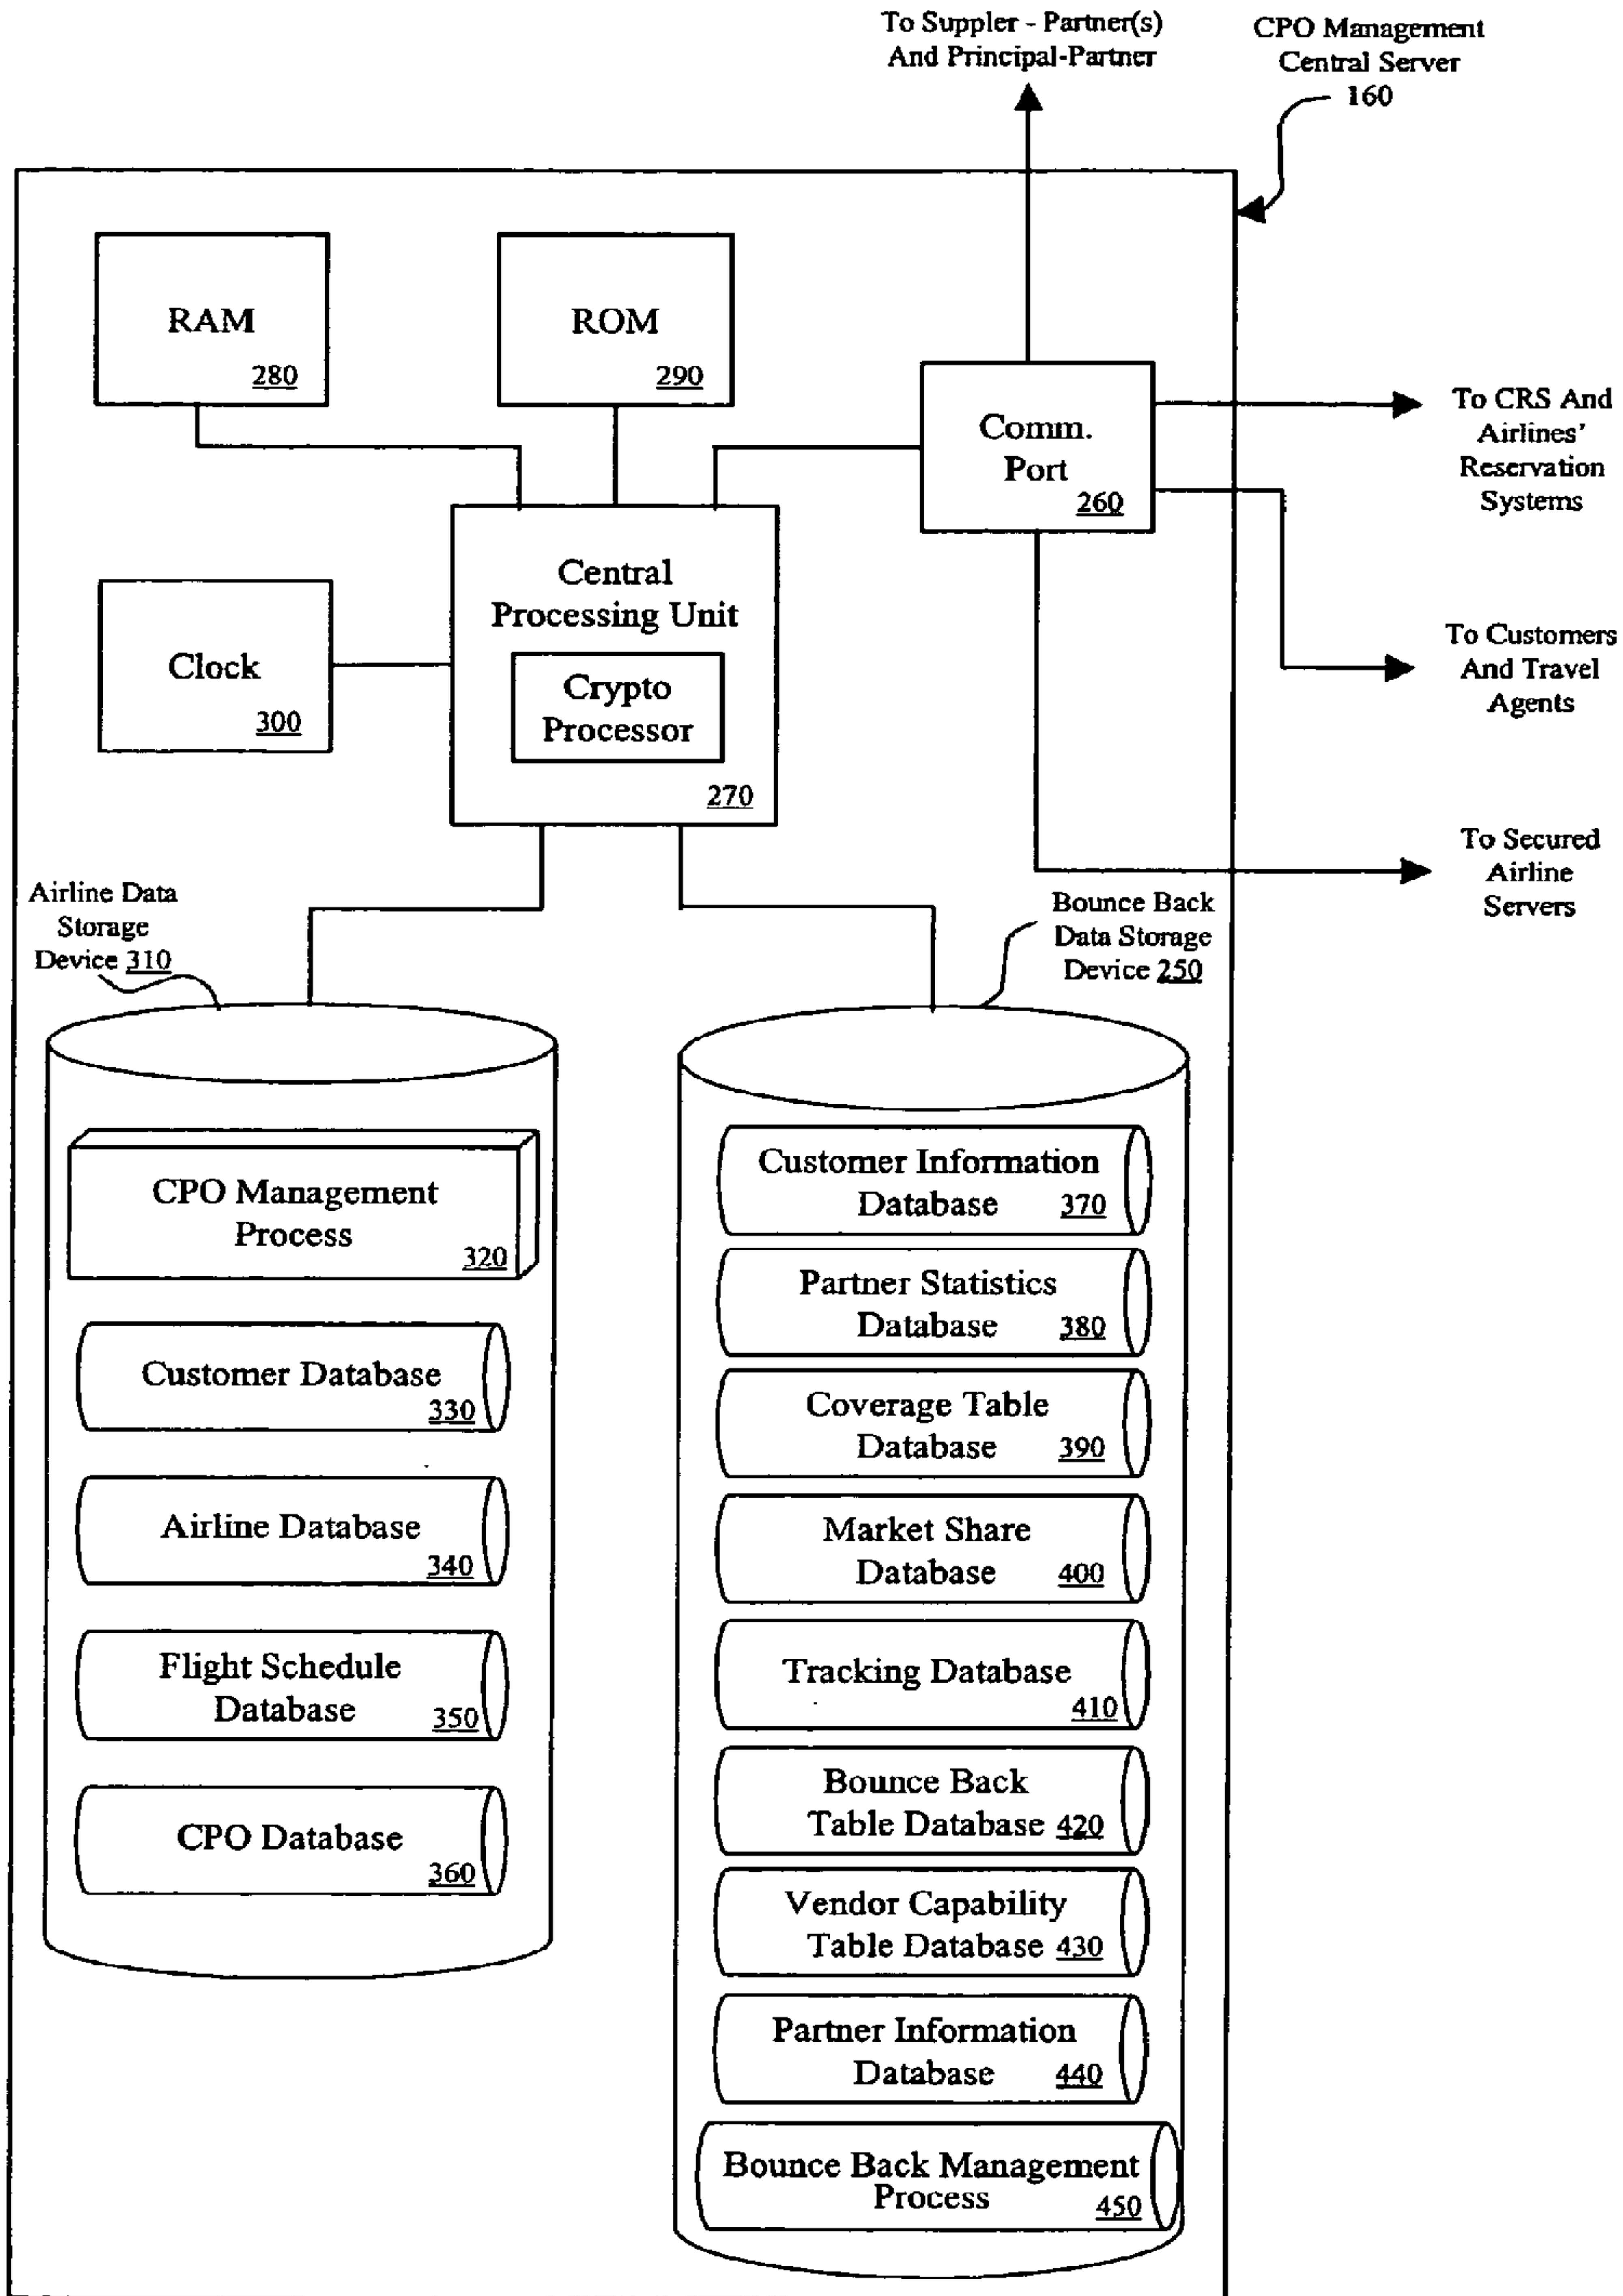 To Suppler - Partner(s)
And Principal-Partner
CPO Management
Central Server
160
RAM
280
ROM
290
Comm.
Port
260
To CRS And
Airlines'
Reservation
Systems
Central
Processing Unit
Crypto
Processor
270
Clock
300
To Customers
And Travel
Agents
To Secured
Airline
Servers
Airline Data
Storage
Device 310
Bounce Back
Data Storage
Device 250
CPO Management
Process
320
Customer Database
330
Airline Database
340
Flight Schedule
Database 350
CPO Database
360
Customer Information
Database 370
Partner Statistics
Database 380
Coverage Table
Database 390
Market Share
Database 400
Tracking Database
410
Bounce Back
Table Database 420
Vendor Capability
Table Database 430
Partner Information
Database 440
Bounce Back Management
Process 450